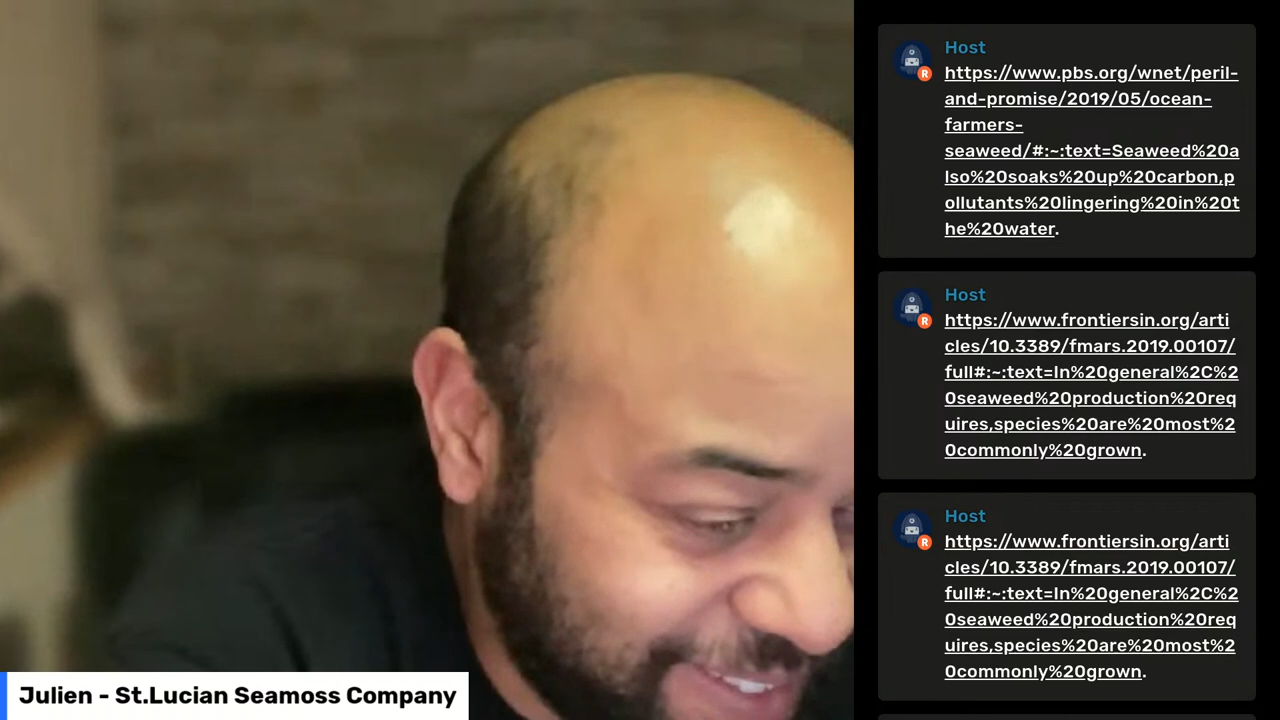 Host
https://www.pbs.org/wnet/peril-
and-promise/2019/05/ocean-
farmers-
seaweed/#:~:text=Seaweed%20a
lso%20soaks%20up%20carbon,p
ollutants%20lingering%20in%20t
he%20water.
Host
https://www.frontiersin.org/arti
cles/10.3389/fmars.2019.00107/
full#:~:text=In%20general%2C%2
0seaweed%20production%20req
uires,species%20are%20most%2
0commonly%20grown.
Host
https://www.frontiersin.org/arti
cles/10.3389/fmars.2019.00107/
full#:~:text=In%20general%2C%2
0seaweed%20production%20req
uires,species%20are%20most%2
0commonly%20grown.
Julien - St.Lucian Seamoss Company